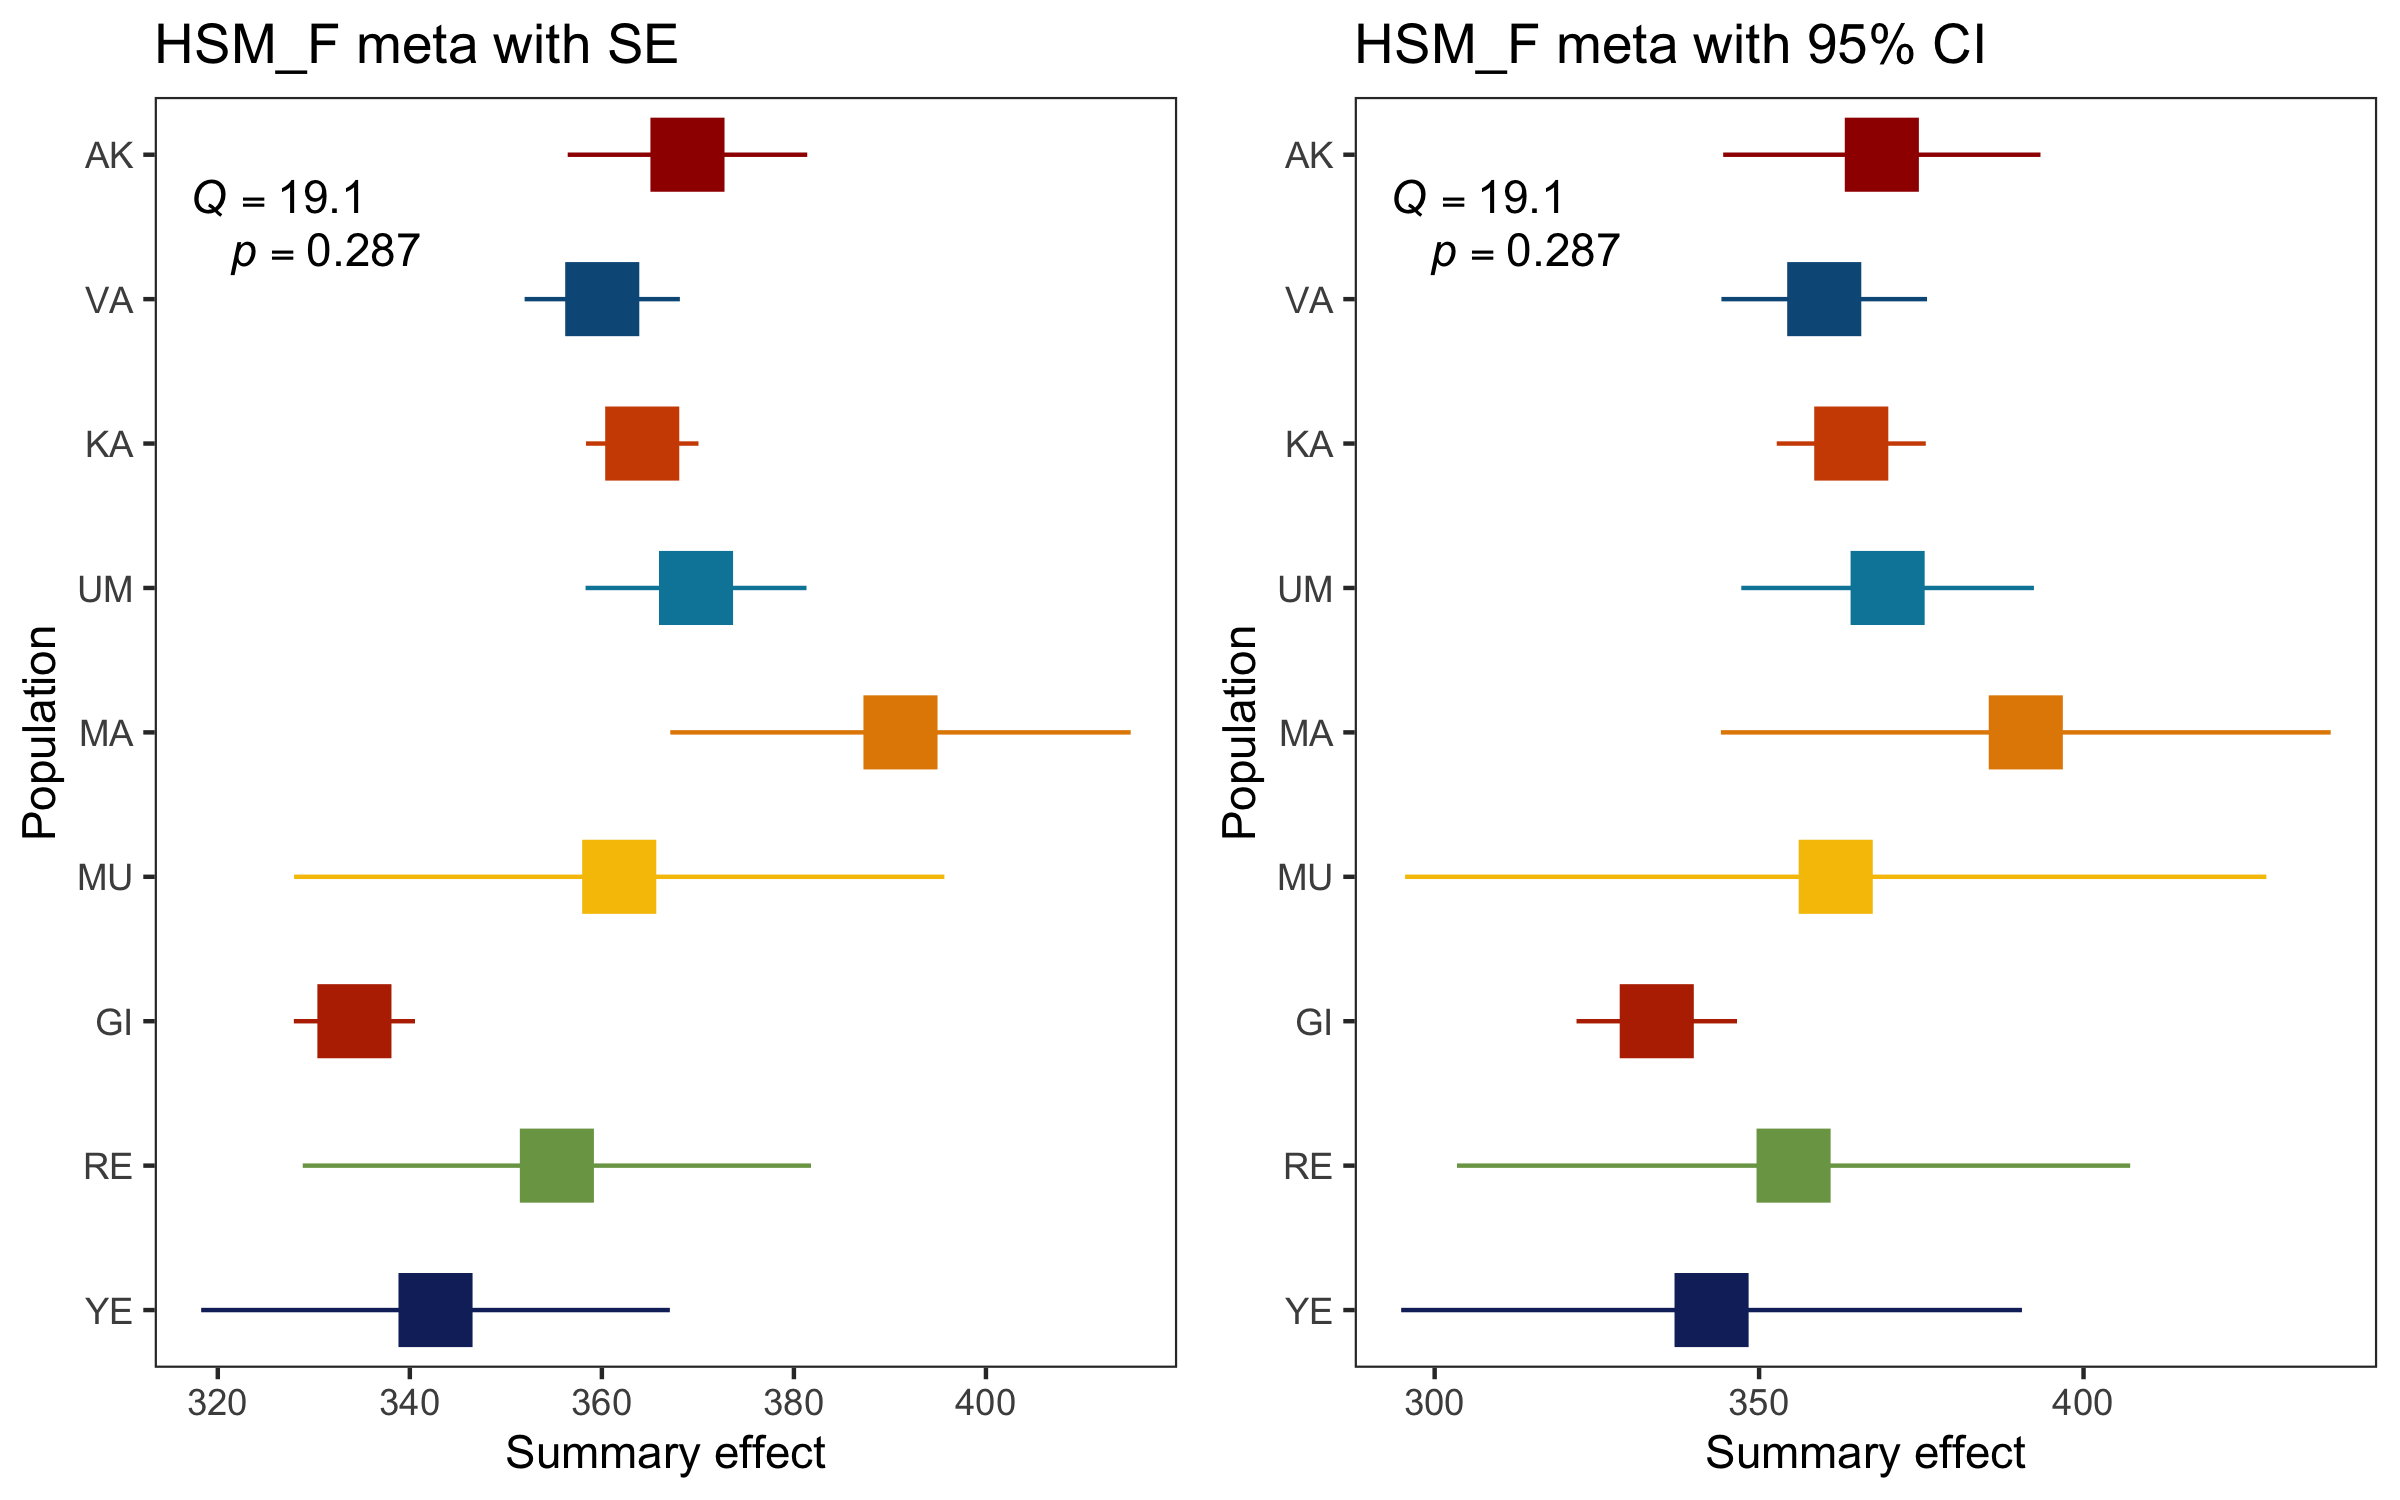 HSM_F meta with SE
Q = 19.1
p = 0.287
AK
VA
KA
UM
MA
MU
GI
RE
YE
Population
320 340 360 380 400
Summary effect
HSM_F meta with 95% CI
Q = 19.1
p = 0.287
AK
VA
KA
UM
MA
MU
GI
RE
YE
Population
300 350 400
Summary effect